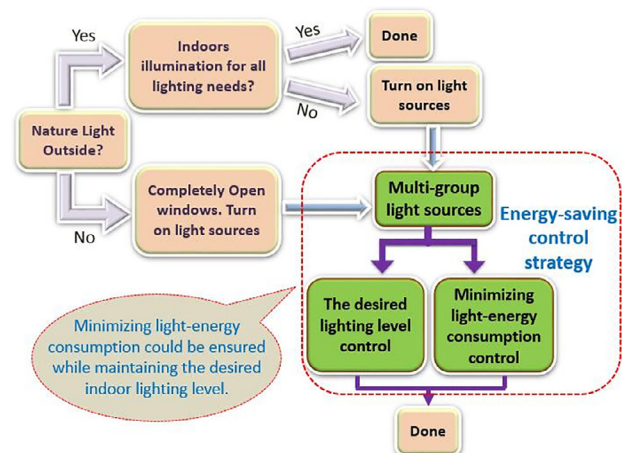 Yes
Indoors
illumination for all
lighting needs?
Yes
Done
No
Turn on light
sources
Nature Light
Outside?
No
Completely Open
windows. Turn
on light sources
Multi-group
light sources
Energy-saving
control
strategy
The desired
lighting level
control
Minimizing
light-energy
consumption
control
Minimizing light-energy
consumption could be ensured
while maintaining the desired
indoor lighting level.
Done